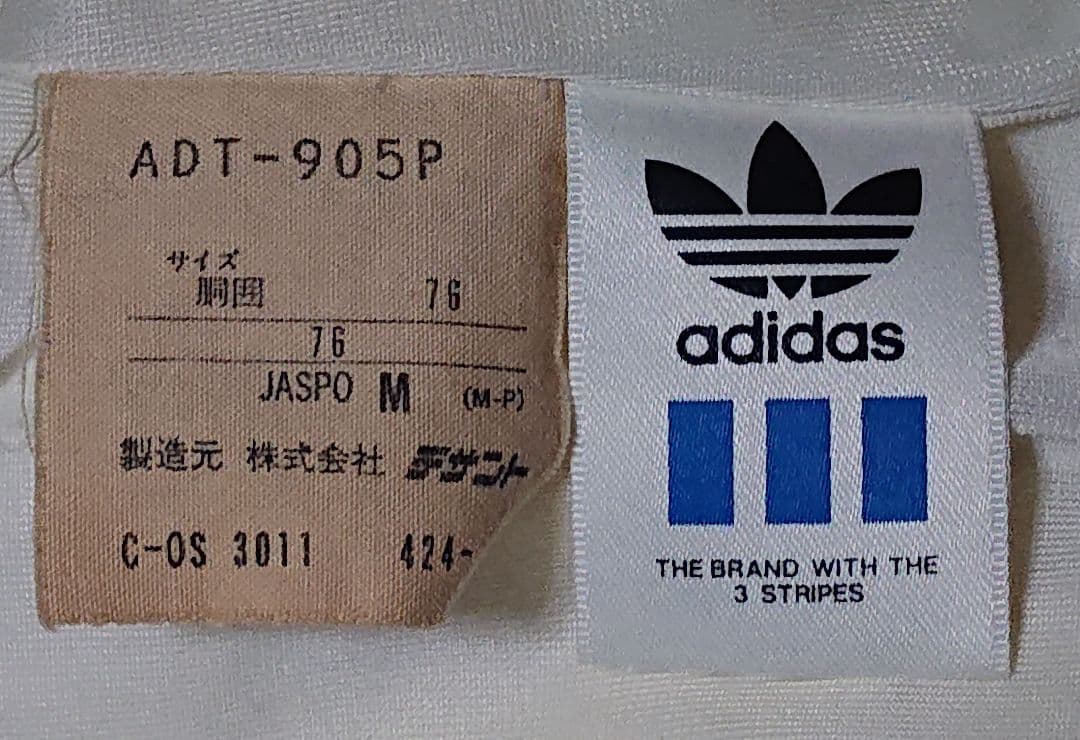 ADT-905P
サイズ
胴囲 76
76
JASPO M (M-P)
製造元 株式会社 デサント
C-OS 3011 424-
adidas
THE BRAND WITH THE
3 STRIPES